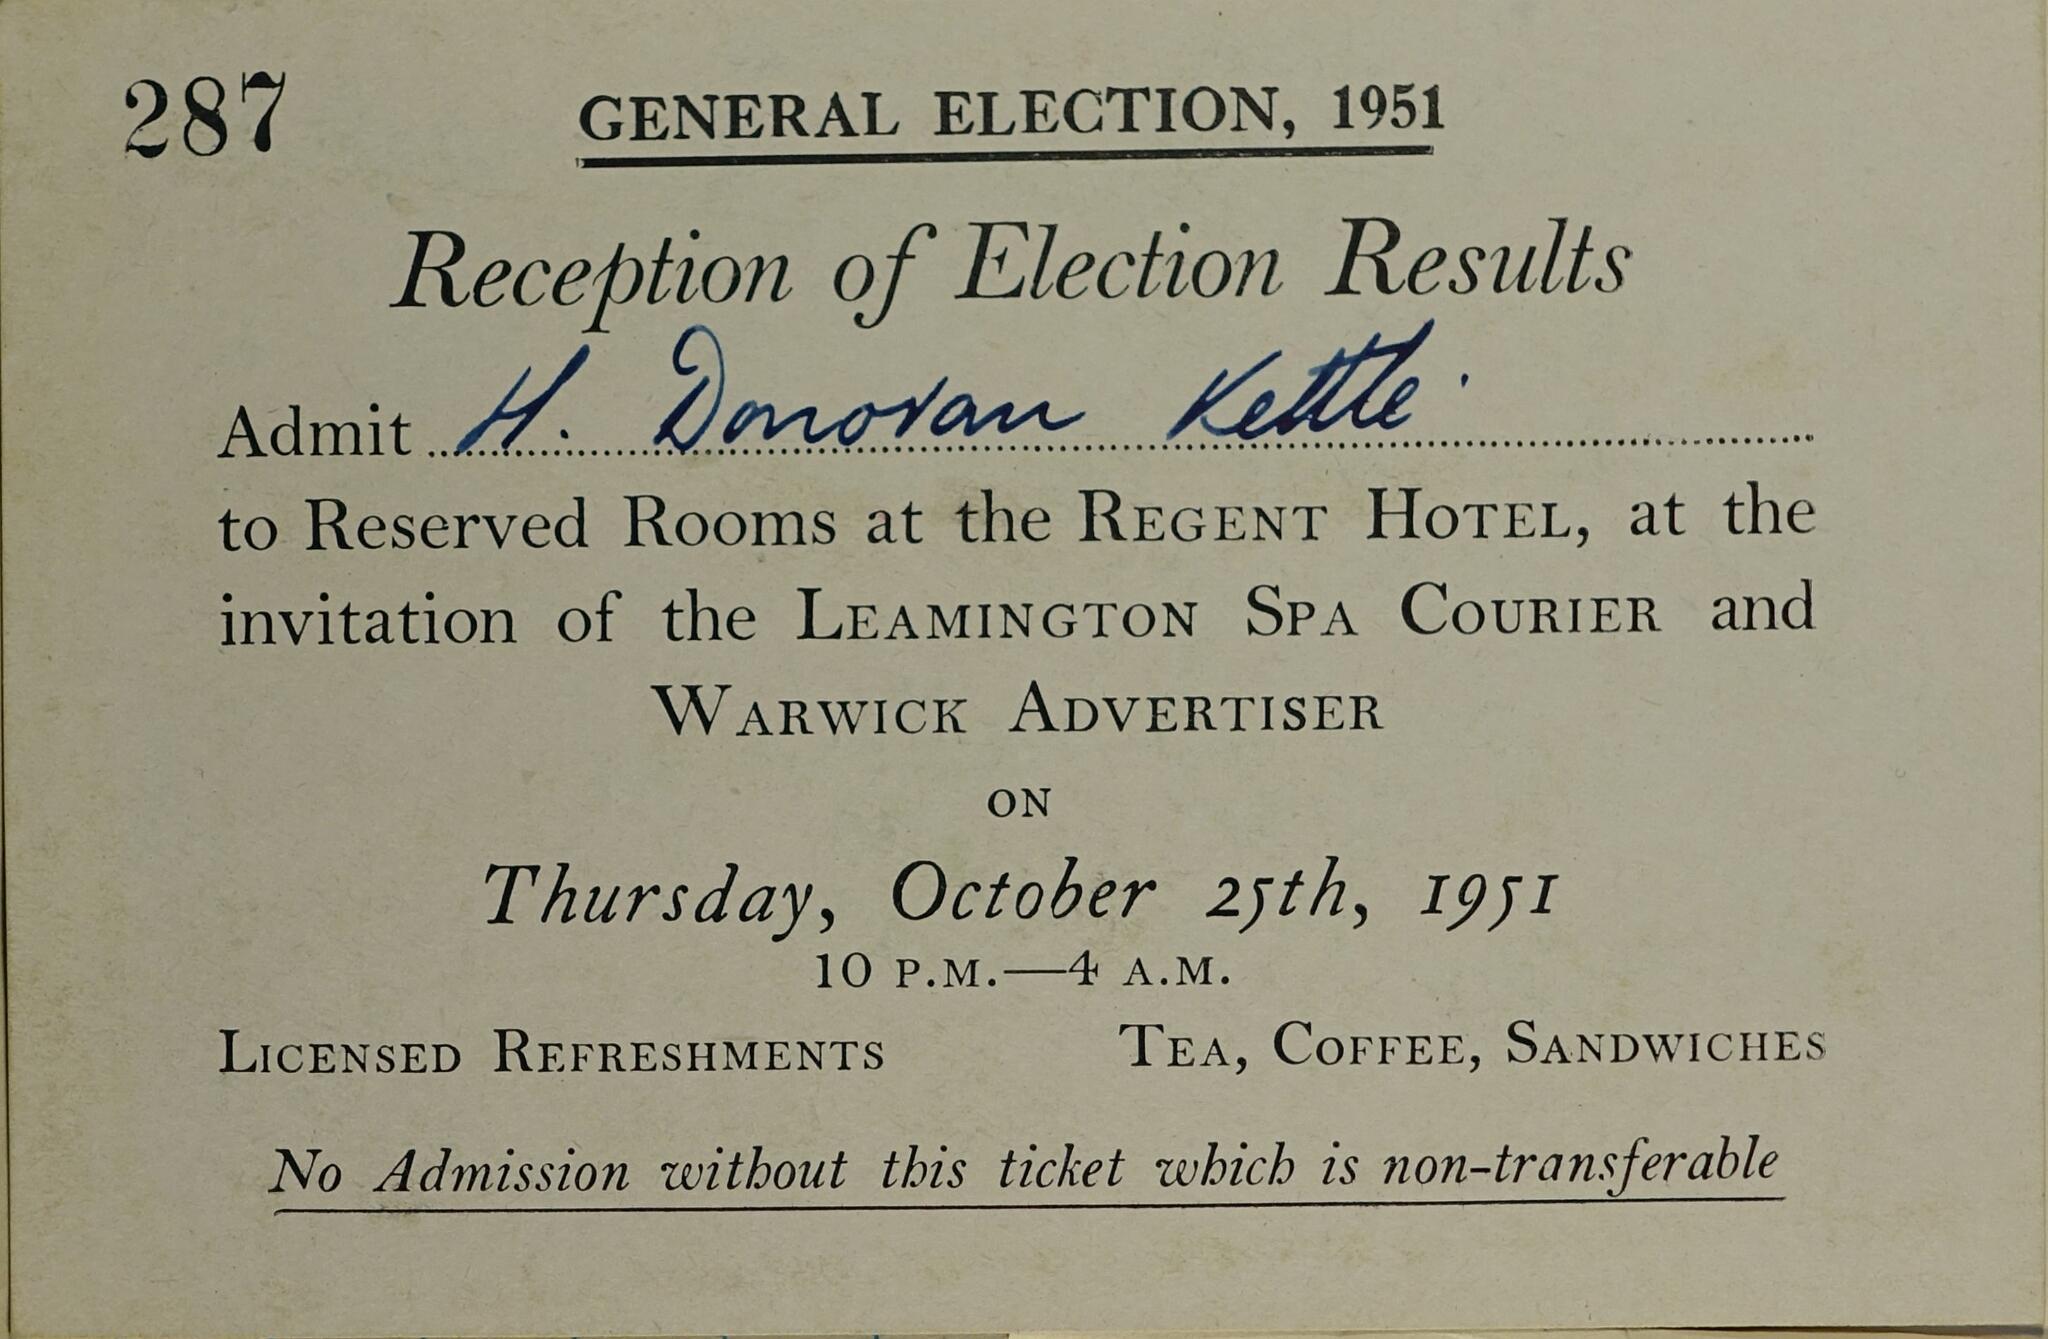 287
GENERAL ELECTION, 1951
Reception of Election Results
Admit H. Donovan Kettle.
to Reserved Rooms at the REGENT HOTEL, at the
invitation of the LEAMINGTON SPA COURIER and
WARWICK ADVERTISER
ON
Thursday, October 25th, 1951
10 P.M.—4 A.M.
LICENSED REFRESHMENTS TEA, COFFEE, SANDWICHES
No Admission without this ticket which is non-transferable